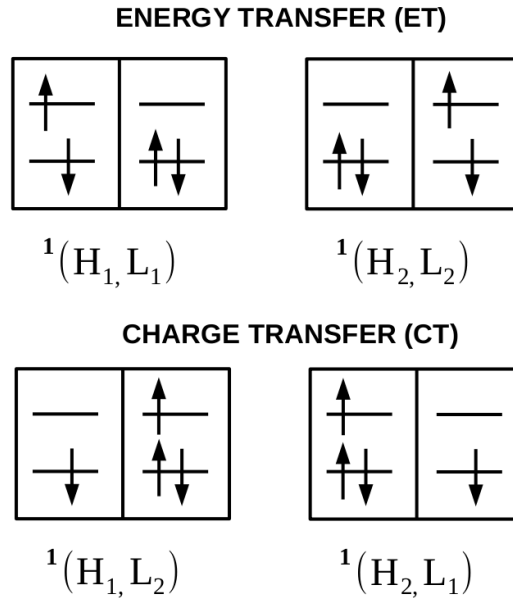 ENERGY TRANSFER (ET)
¹(H₁, L₁) ¹(H₂, L₂)
CHARGE TRANSFER (CT)
¹(H₁, L₂) ¹(H₂, L₁)